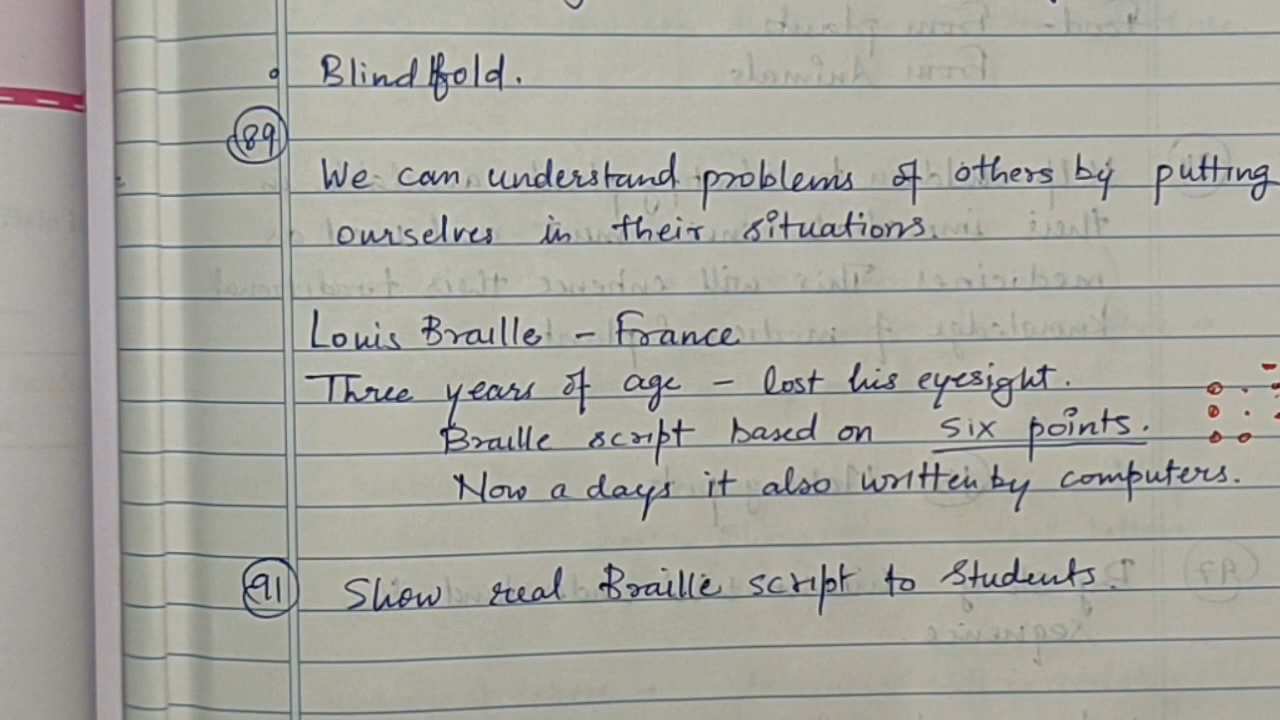 Blindfold.
89
We can understand problems of others by putting
ourselves in their situations.
Louis Braille - France
Three years of age - lost his eyesight.
Braille script based on six points.
Now a days it also written by computers.
91 Show real Braille script to Students.